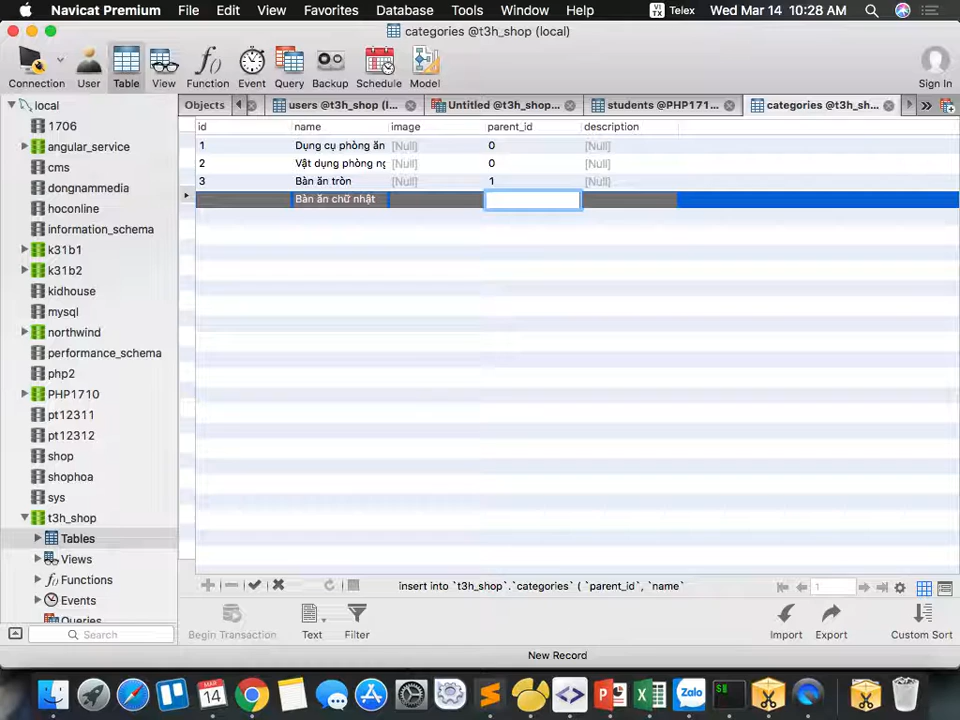 Navicat Premium File Edit View Favorites Database Tools Window Help VI TX Telex Wed Mar 14 10:28 AM
categories @t3h_shop (local)
Connection User Table View Function Event Query Backup Schedule Model Sign In
Objects users @t3h_shop (l... Untitled @t3h_shop... students @PHP171... categories @t3h_sh... »
id name image parent_id description
1 Dụng cụ phòng ăn [Null] 0 [Null]
2 Vật dụng phòng ng [Null] 0 [Null]
3 Bàn ăn tròn [Null] 1 [Null]
Bàn ăn chữ nhật
local
1706
angular_service
cms
dongnammedia
hoconline
information_schema
k31b1
k31b2
kidhouse
mysql
northwind
performance_schema
php2
PHP1710
pt12311
pt12312
shop
shophoa
sys
t3h_shop
Tables
Views
Functions
Events
Queries
Search
insert into `t3h_shop`.`categories` ( `parent_id`, `name`
1
Begin Transaction Text Filter Import Export Custom Sort
New Record
MAR 14 Zalo